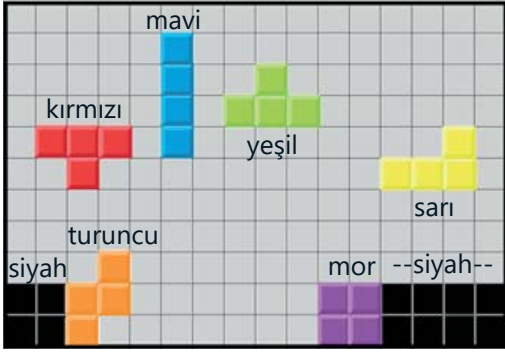 mavi
kırmızı
yeşil
sarı
turuncu
siyah
mor
--siyah--